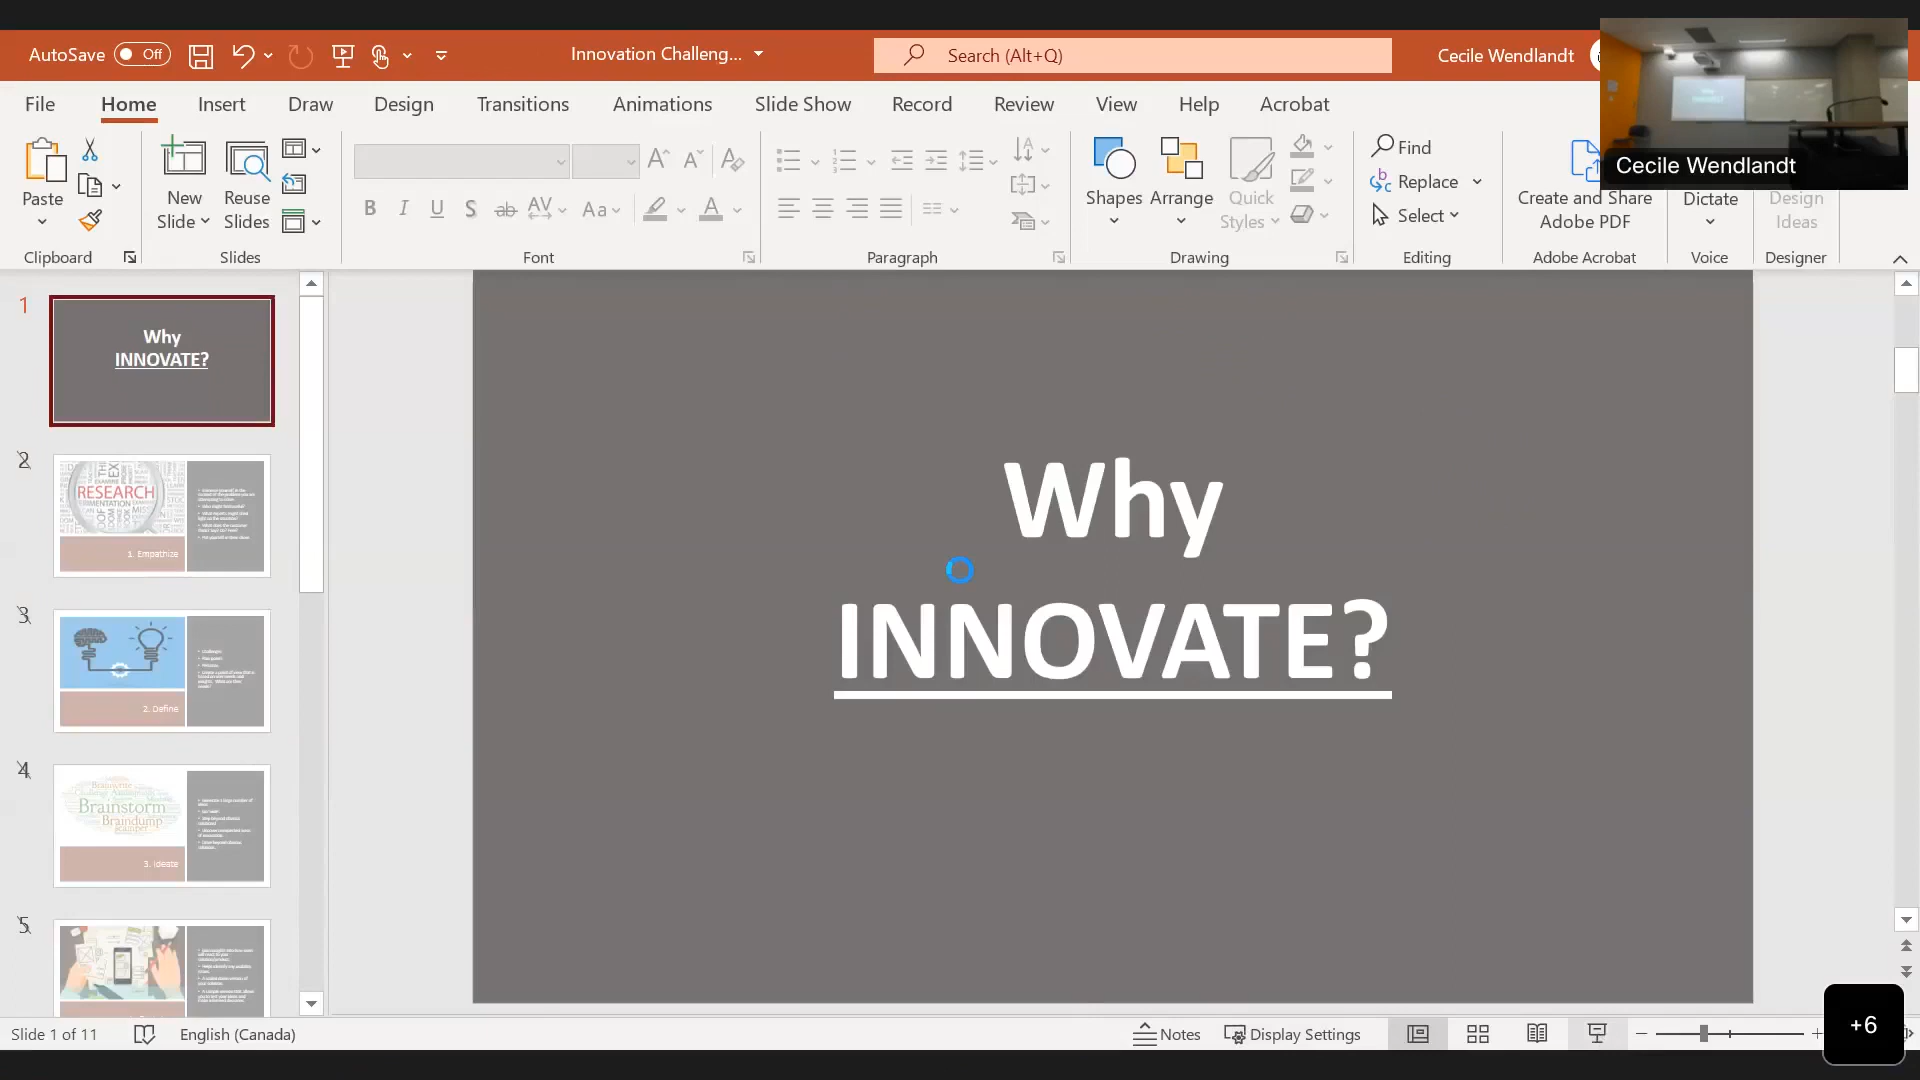 AutoSave Off
Innovation Challeng...
Search (Alt+Q)
Cecile Wendlandt
File Home Insert Draw Design Transitions Animations Slide Show Record Review View Help Acrobat
Paste
New Slide
Reuse Slides
Aa
Shapes
Arrange
Quick Styles
Find
Replace
Select
Create and Share Adobe PDF
Dictate
Design Ideas
Cecile Wendlandt
Clipboard Slides Font Paragraph Drawing Editing Adobe Acrobat Voice Designer
1
Why
INNOVATE?
2
RESEARCH
1. Empathize
3
2. Define
4
Brainstorm
Braindump
3. Ideate
5
Why
INNOVATE?
Slide 1 of 11
English (Canada)
Notes
Display Settings
+6